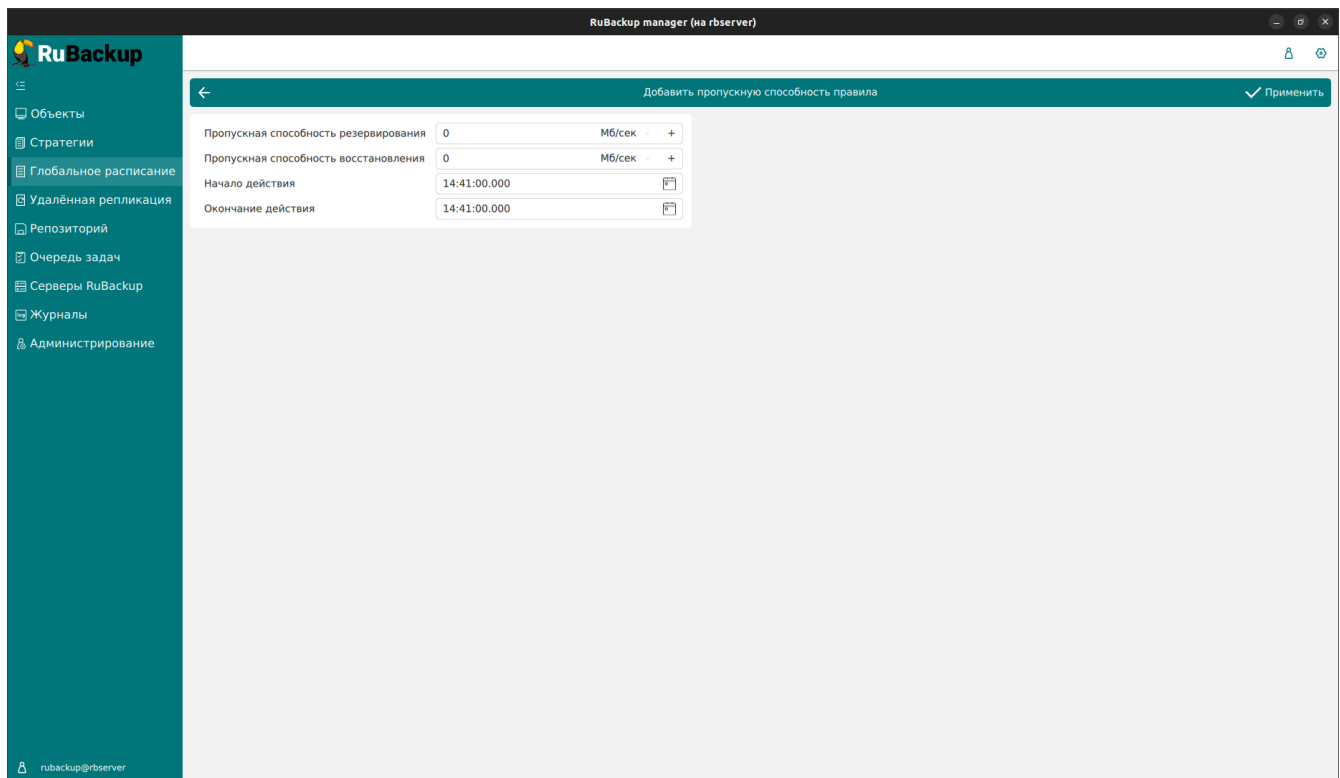 RuBackup manager (на rbserver)
RuBackup
Добавить пропускную способность правила
Применить
Объекты
Стратегии
Глобальное расписание
Удалённая репликация
Репозиторий
Очередь задач
Серверы RuBackup
Журналы
Администрирование
Пропускная способность резервирования 0 Мб/сек - +
Пропускная способность восстановления 0 Мб/сек - +
Начало действия 14:41:00.000
Окончание действия 14:41:00.000
rubackup@rbserver